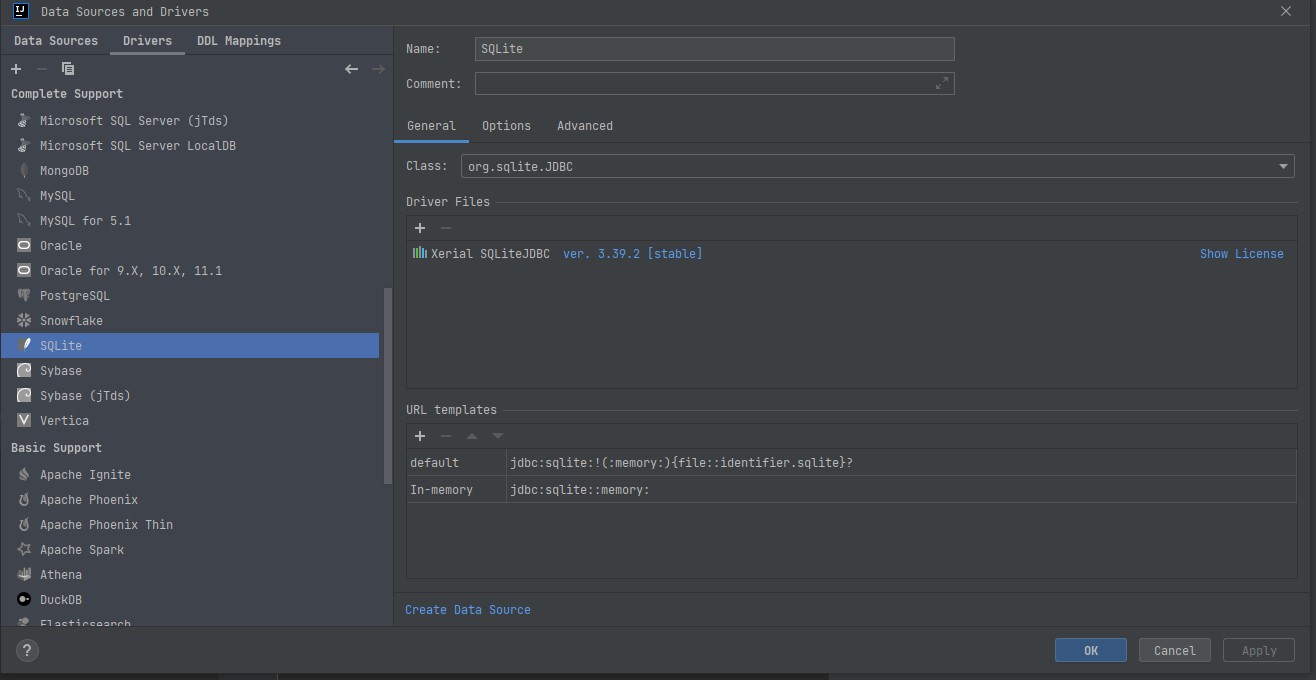 IJ
Data Sources and Drivers
Data Sources
Drivers
DDL Mappings
Complete Support
Microsoft SQL Server (jTds)
Microsoft SQL Server LocalDB
MongoDB
MySQL
MySQL for 5.1
Oracle
Oracle for 9.X, 10.X, 11.1
PostgreSQL
Snowflake
SQLite
Sybase
Sybase (jTds)
Vertica
Basic Support
Apache Ignite
Apache Phoenix
Apache Phoenix Thin
Apache Spark
Athena
DuckDB
Elasticsearch
?
Name: SQLite
Comment:
General
Options
Advanced
Class: org.sqlite.JDBC
Driver Files
Xerial SQLiteJDBC ver. 3.39.2 [stable] Show License
URL templates
default jdbc:sqlite:!(:memory:){file::identifier.sqlite}?
In-memory jdbc:sqlite::memory:
Create Data Source
OK
Cancel
Apply